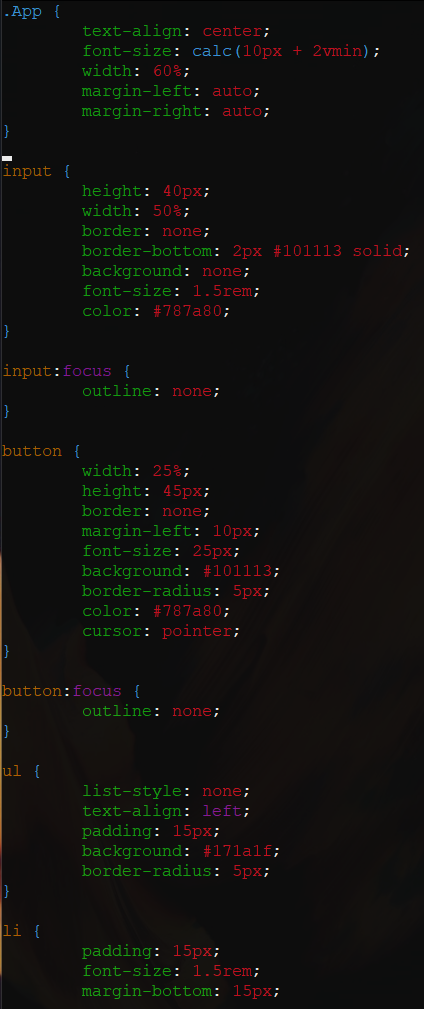 .App {
        text-align: center;
        font-size: calc(10px + 2vmin);
        width: 60%;
        margin-left: auto;
        margin-right: auto;
}

input {
        height: 40px;
        width: 50%;
        border: none;
        border-bottom: 2px #101113 solid;
        background: none;
        font-size: 1.5rem;
        color: #787a80;
}

input:focus {
        outline: none;
}

button {
        width: 25%;
        height: 45px;
        border: none;
        margin-left: 10px;
        font-size: 25px;
        background: #101113;
        border-radius: 5px;
        color: #787a80;
        cursor: pointer;
}

button:focus {
        outline: none;
}

ul {
        list-style: none;
        text-align: left;
        padding: 15px;
        background: #171a1f;
        border-radius: 5px;
}

li {
        padding: 15px;
        font-size: 1.5rem;
        margin-bottom: 15px;